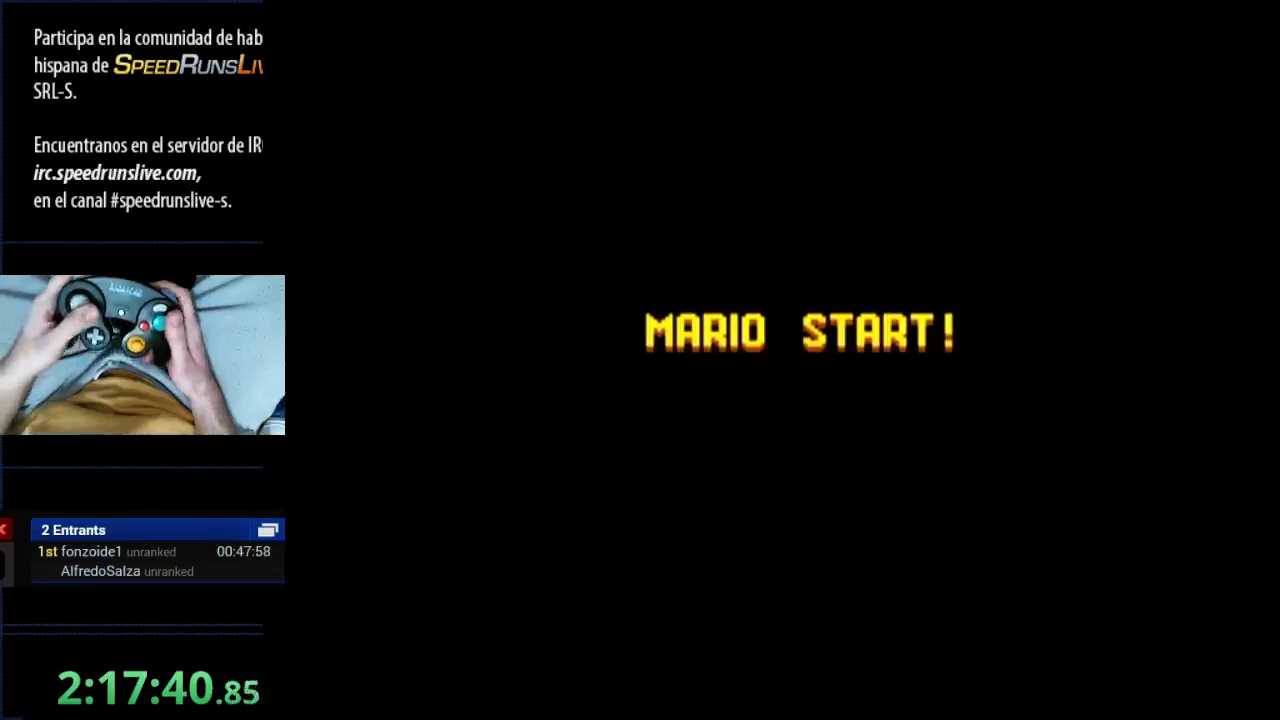 Participa en la comunidad de hab
hispana de SPEEDRUNSLIV
SRL-S.
Encuentranos en el servidor de IR
irc.speedrunslive.com,
en el canal #speedrunslive-s.
MARIO START!
2 Entrants
1st fonzoide1 unranked 00:47:58
AlfredoSalza unranked
2:17:40.85